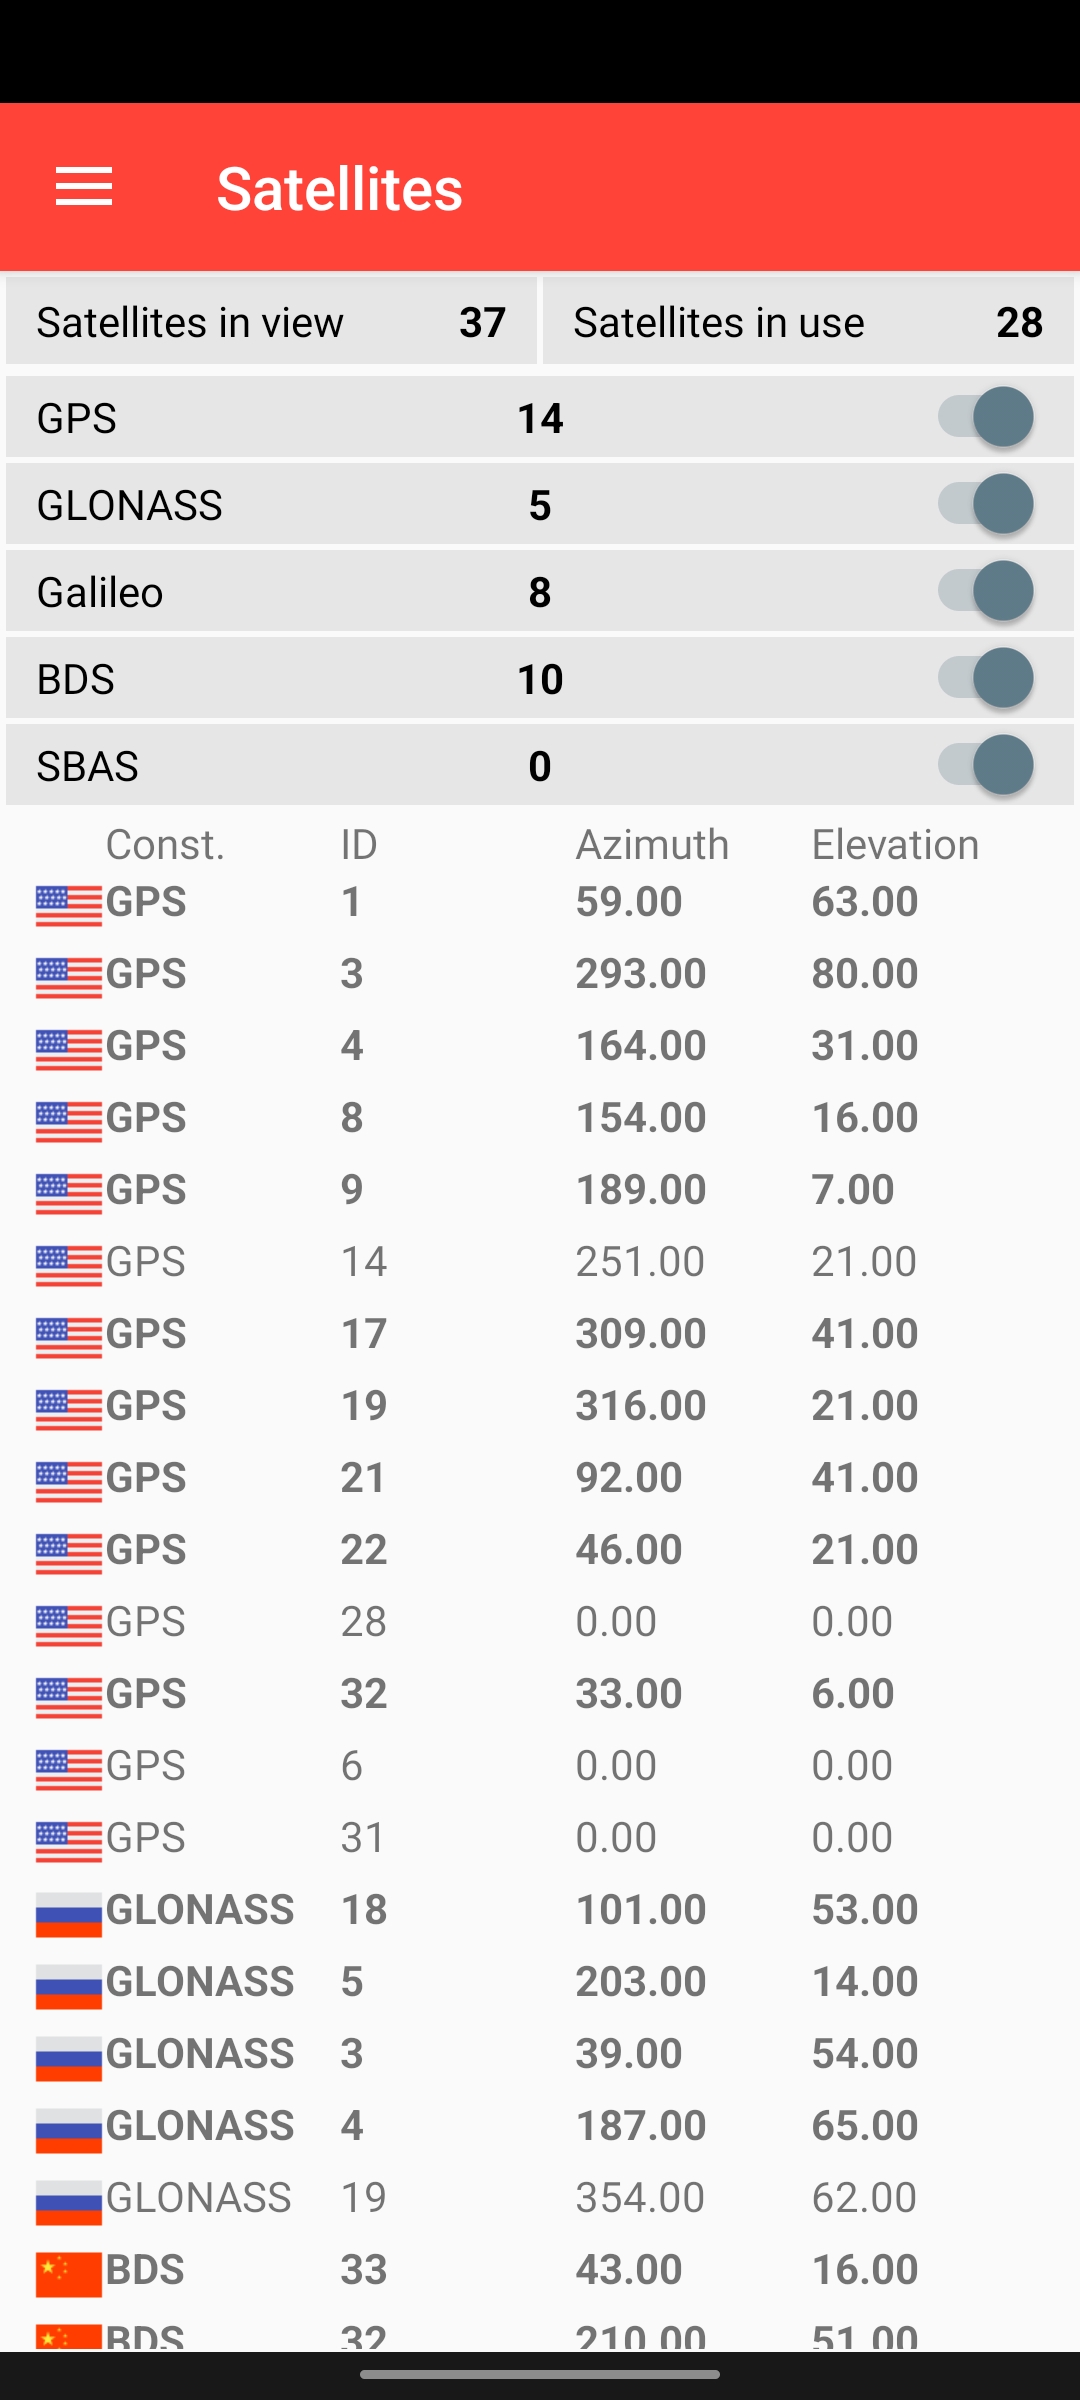 Satellites
Satellites in view 37 Satellites in use 28
GPS 14
GLONASS 5
Galileo 8
BDS 10
SBAS 0
Const. ID Azimuth Elevation
GPS 1 59.00 63.00
GPS 3 293.00 80.00
GPS 4 164.00 31.00
GPS 8 154.00 16.00
GPS 9 189.00 7.00
GPS 14 251.00 21.00
GPS 17 309.00 41.00
GPS 19 316.00 21.00
GPS 21 92.00 41.00
GPS 22 46.00 21.00
GPS 28 0.00 0.00
GPS 32 33.00 6.00
GPS 6 0.00 0.00
GPS 31 0.00 0.00
GLONASS 18 101.00 53.00
GLONASS 5 203.00 14.00
GLONASS 3 39.00 54.00
GLONASS 4 187.00 65.00
GLONASS 19 354.00 62.00
BDS 33 43.00 16.00
BDS 32 210.00 51.00